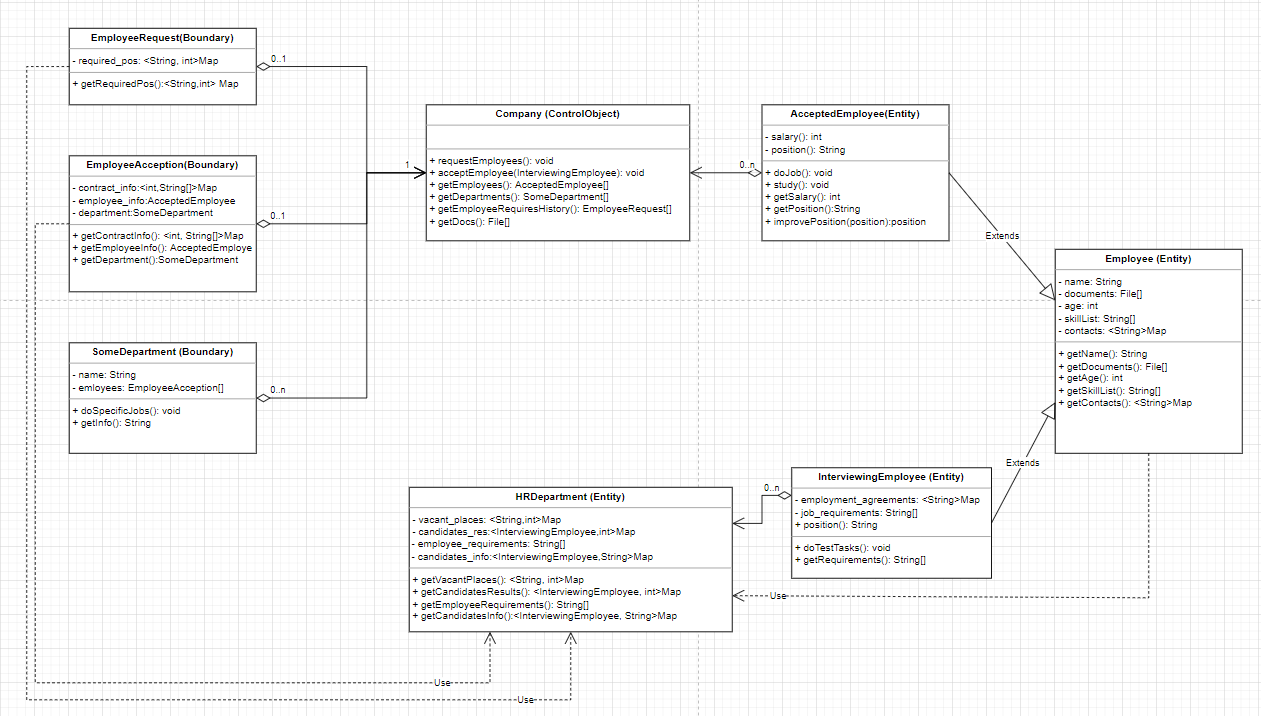 EmployeeRequest(Boundary)
- required_pos: <String, int>Map
+ getRequiredPos():<String,int> Map
0..1
EmployeeAcception(Boundary)
- contract_info:<int,String[]>Map
- employee_info:AcceptedEmployee
- department:SomeDepartment
+ getContractInfo(): <int, String[]>Map
+ getEmployeeInfo(): AcceptedEmploye
+ getDepartment():SomeDepartment
0..1
SomeDepartment (Boundary)
- name: String
- emloyees: EmployeeAcception[]
+ doSpecificJobs(): void
+ getInfo(): String
0..n
1
Company (ControlObject)
+ requestEmployees(): void
+ acceptEmployee(InterviewingEmployee): void
+ getEmployees(): AcceptedEmployee[]
+ getDepartments(): SomeDepartment[]
+ getEmployeeRequiresHistory(): EmployeeRequest[]
+ getDocs(): File[]
0..n
AcceptedEmployee(Entity)
- salary(): int
- position(): String
+ doJob(): void
+ study(): void
+ getSalary(): int
+ getPosition():String
+ improvePosition(position):position
Extends
Employee (Entity)
- name: String
- documents: File[]
- age: int
- skillList: String[]
- contacts: <String>Map
+ getName(): String
+ getDocuments(): File[]
+ getAge(): int
+ getSkillList(): String[]
+ getContacts(): <String>Map
Extends
InterviewingEmployee (Entity)
- employment_agreements: <String>Map
- job_requirements: String[]
+ position(): String
+ doTestTasks(): void
+ getRequirements(): String[]
0..n
HRDepartment (Entity)
- vacant_places: <String,int>Map
- candidates_res:<InterviewingEmployee,int>Map
- employee_requirements: String[]
- candidates_info:<InterviewingEmployee,String>Map
+ getVacantPlaces(): <String, int>Map
+ getCandidatesResults(): <InterviewingEmployee, int>Map
+ getEmployeeRequirements(): String[]
+ getCandidatesInfo():<InterviewingEmployee, String>Map
Use
Use
Use